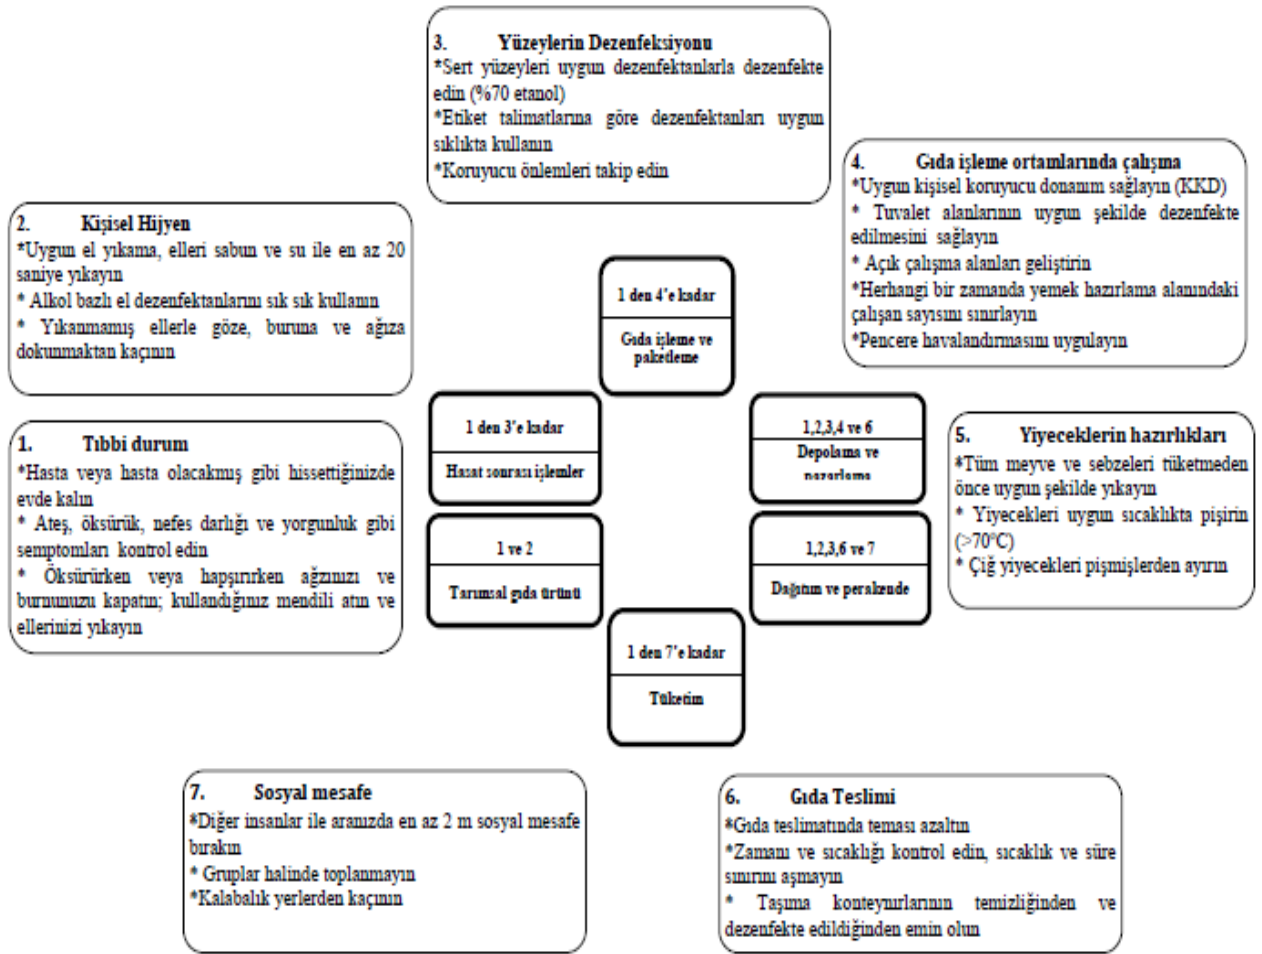 3. Yüzeylerin Dezenfeksiyonu
*Sert yüzeyleri uygun dezenfektanlarla dezenfekte
edin (%70 etanol)
*Etiket talimatlarına göre dezenfektanları uygun
sıklıkta kullanın
*Koruyucu önlemleri takip edin
4. Gıda işleme ortamlarında çalışma
*Uygun kişisel koruyucu donanım sağlayın (KKD)
* Tuvalet alanlarının uygun şekilde dezenfekte
edilmesini sağlayın
* Açık çalışma alanları geliştirin
*Herhangi bir zamanda yemek hazırlama alanındaki
çalışan sayısını sınırlayın
*Pencere havalandırmasını uygulayın
2. Kişisel Hijyen
*Uygun el yıkama, elleri sabun ve su ile en az 20
saniye yıkayın
* Alkol bazlı el dezenfektanlarını sık sık kullanın
* Yıkanmamış ellerle göze, buruna ve ağıza
dokunmaktan kaçının
1 den 4'e kadar
Gıda işleme ve
paketleme
1 den 3'e kadar
Hasat sonrası işlemler
1,2,3,4 ve 6
Depolama ve
pazarlama
1. Tıbbi durum
*Hasta veya hasta olacakmış gibi hissettiğinizde
evde kalın
* Ateş, öksürük, nefes darlığı ve yorgunluk gibi
semptomları kontrol edin
* Öksürürken veya hapşırırken ağzınızı ve
burnunuzu kapatın; kullandığınız mendili atın ve
ellerinizi yıkayın
5. Yiyeceklerin hazırlıkları
*Tüm meyve ve sebzeleri tüketmeden
önce uygun şekilde yıkayın
* Yiyecekleri uygun sıcaklıkta pişirin
(>70°C)
* Çiğ yiyecekleri pişmişlerden ayırın
1 ve 2
Tarımsal gıda ürünü
1,2,3,6 ve 7
Dağıtım ve perakende
1 den 7'e kadar
Tüketim
7. Sosyal mesafe
*Diğer insanlar ile aranızda en az 2 m sosyal mesafe
bırakın
* Gruplar halinde toplanmayın
*Kalabalık yerlerden kaçının
6. Gıda Teslimi
*Gıda teslimatında teması azaltın
*Zamanı ve sıcaklığı kontrol edin, sıcaklık ve süre
sınırını aşmayın
* Taşıma konteynırlarının temizliğinden ve
dezenfekte edildiğinden emin olun